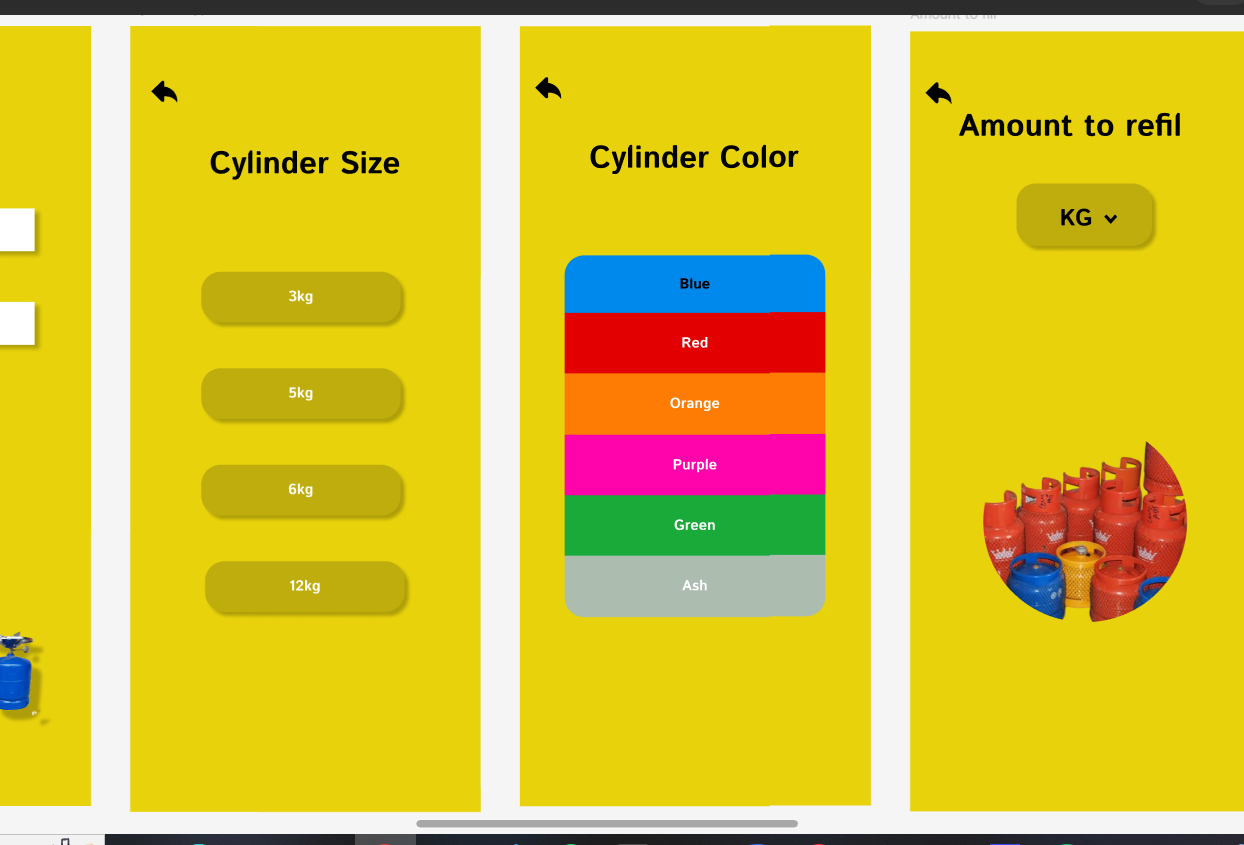 Cylinder Size
3kg
5kg
6kg
12kg
Cylinder Color
Blue
Red
Orange
Purple
Green
Ash
Amount to fill
Amount to refil
KG